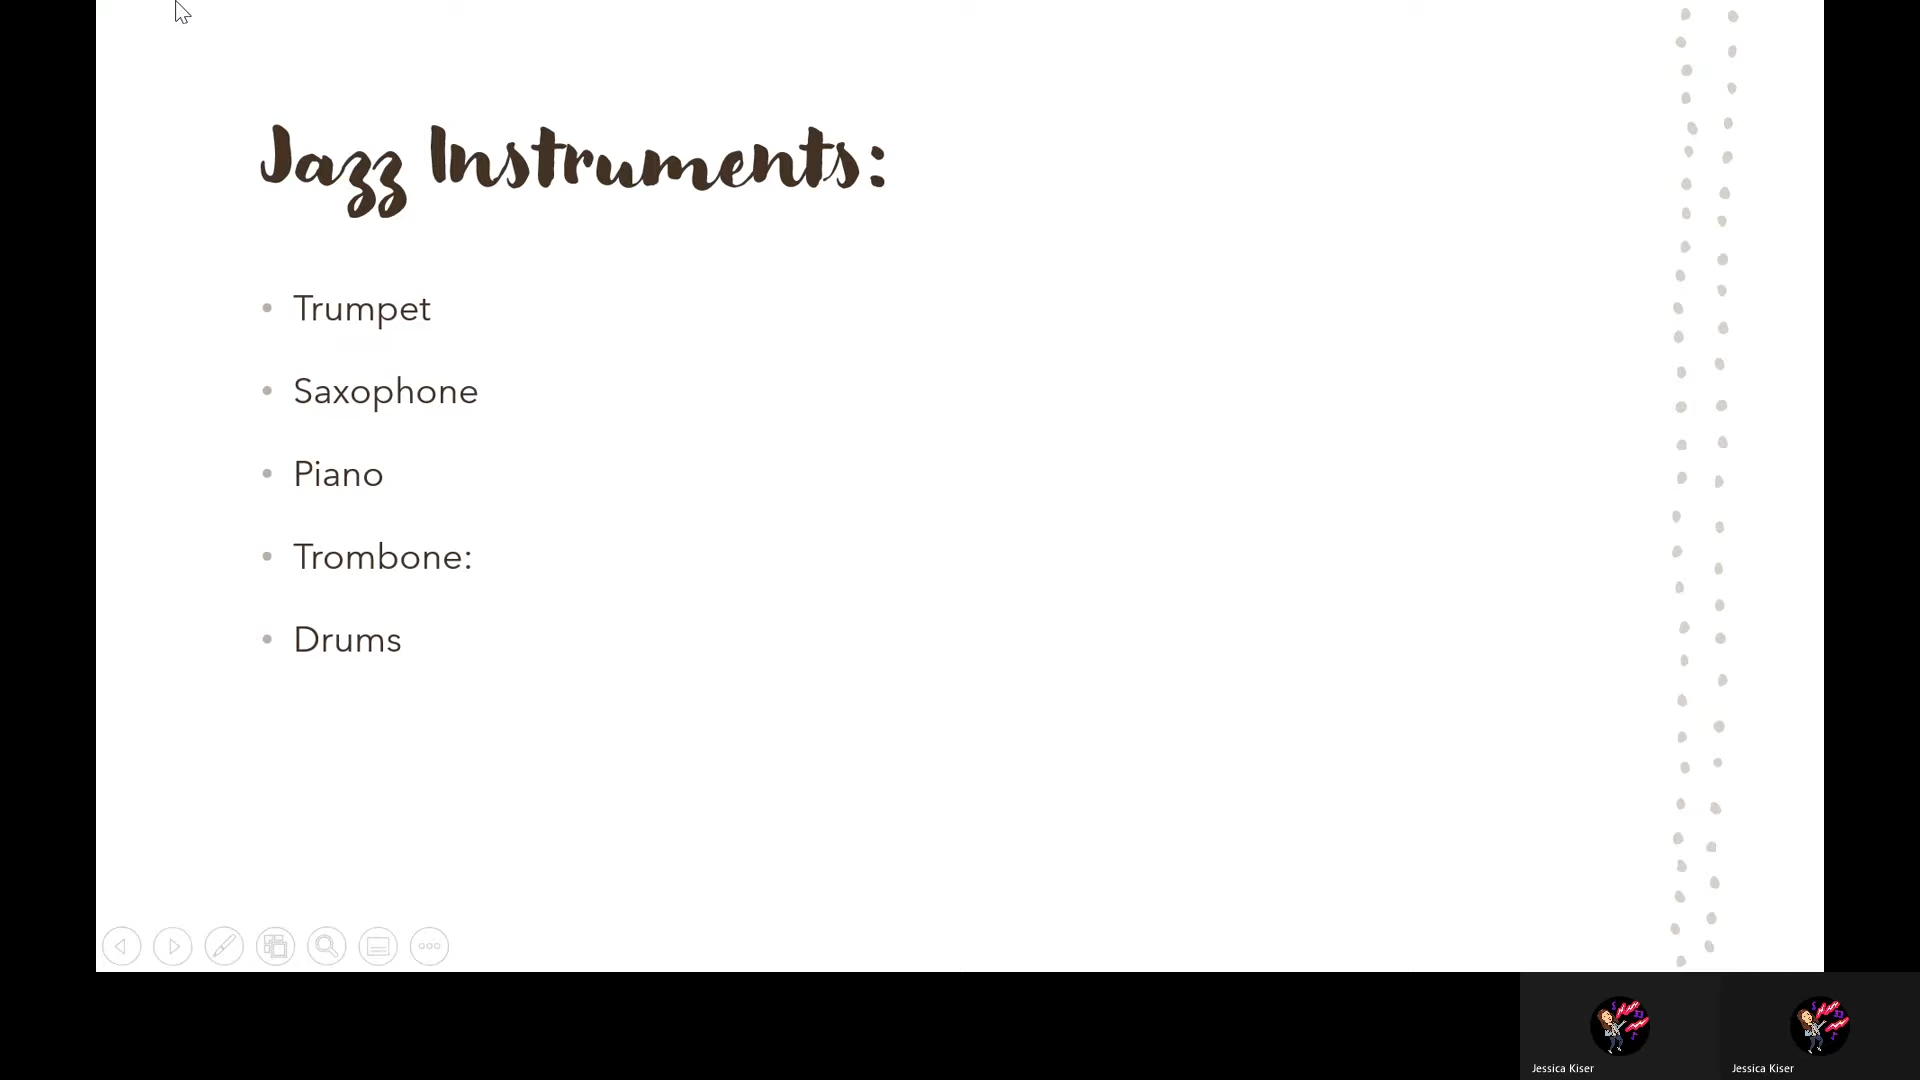 Jazz Instruments:
• Trumpet
• Saxophone
• Piano
• Trombone:
• Drums
Jessica Kiser
Jessica Kiser